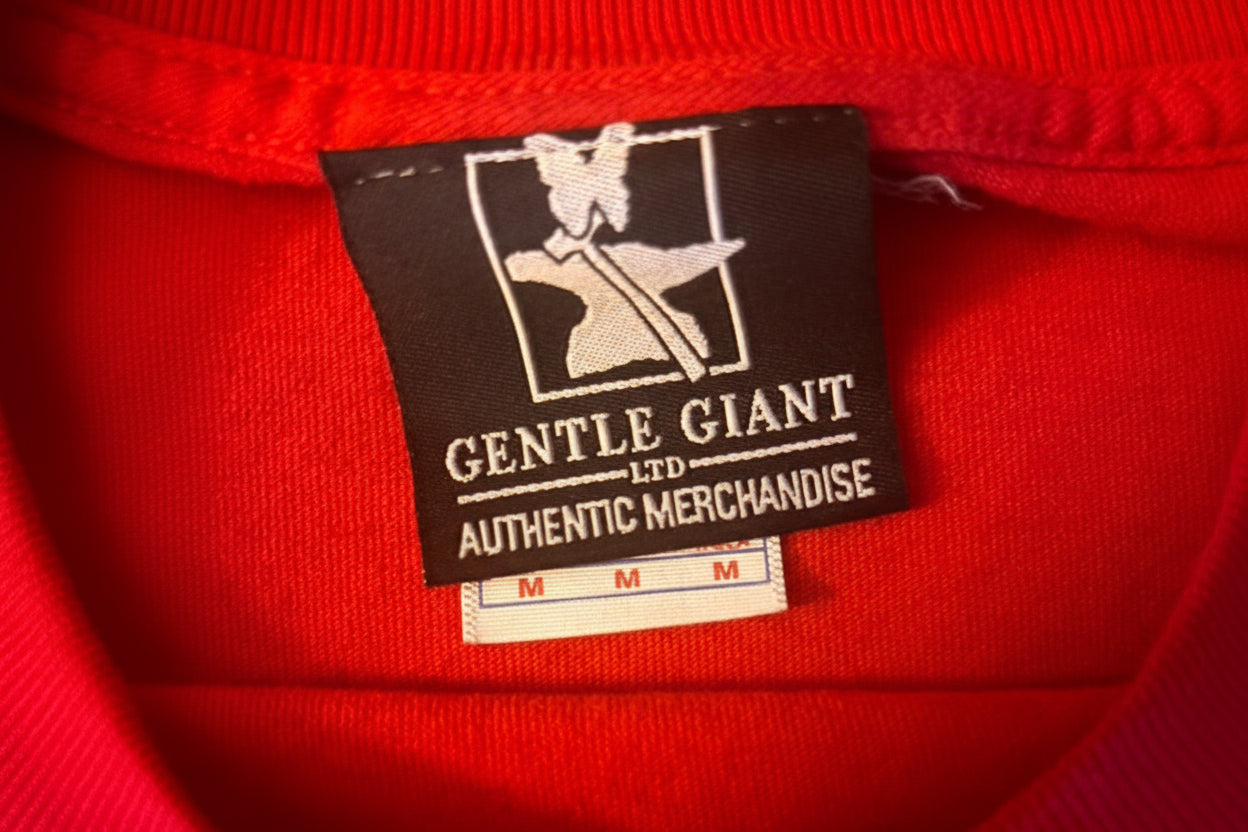 GENTLE GIANT
LTD
AUTHENTIC MERCHANDISE
M M M